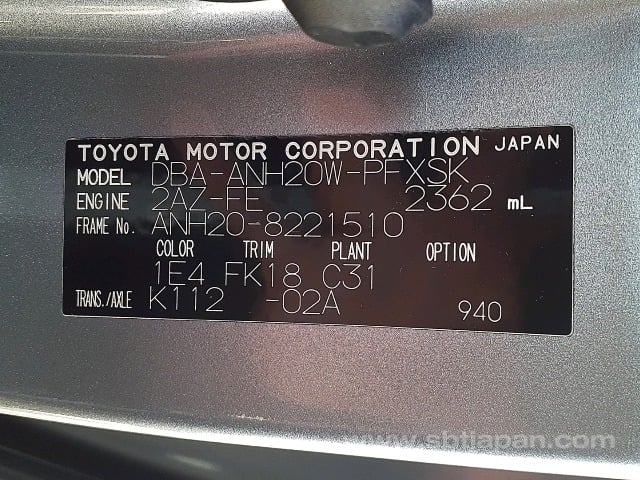 TOYOTA MOTOR CORPORATION JAPAN
MODEL DBA-ANH20W-PFXSK
ENGINE 2AZ-FE 2362 mL
FRAME No. ANH20-8221510
COLOR TRIM PLANT OPTION
1E4 FK18 C31
TRANS./AXLE K112 -02A 940
www.sbtjapan.com